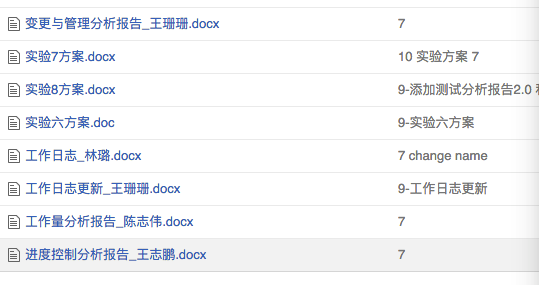 变更与管理分析报告_王珊珊.docx 7
实验7方案.docx 10 实验方案 7
实验8方案.docx 9-添加测试分析报告2.0
实验六方案.doc 9-实验六方案
工作日志_林璐.docx 7 change name
工作日志更新_王珊珊.docx 9-工作日志更新
工作量分析报告_陈志伟.docx 7
进度控制分析报告_王志鹏.docx 7